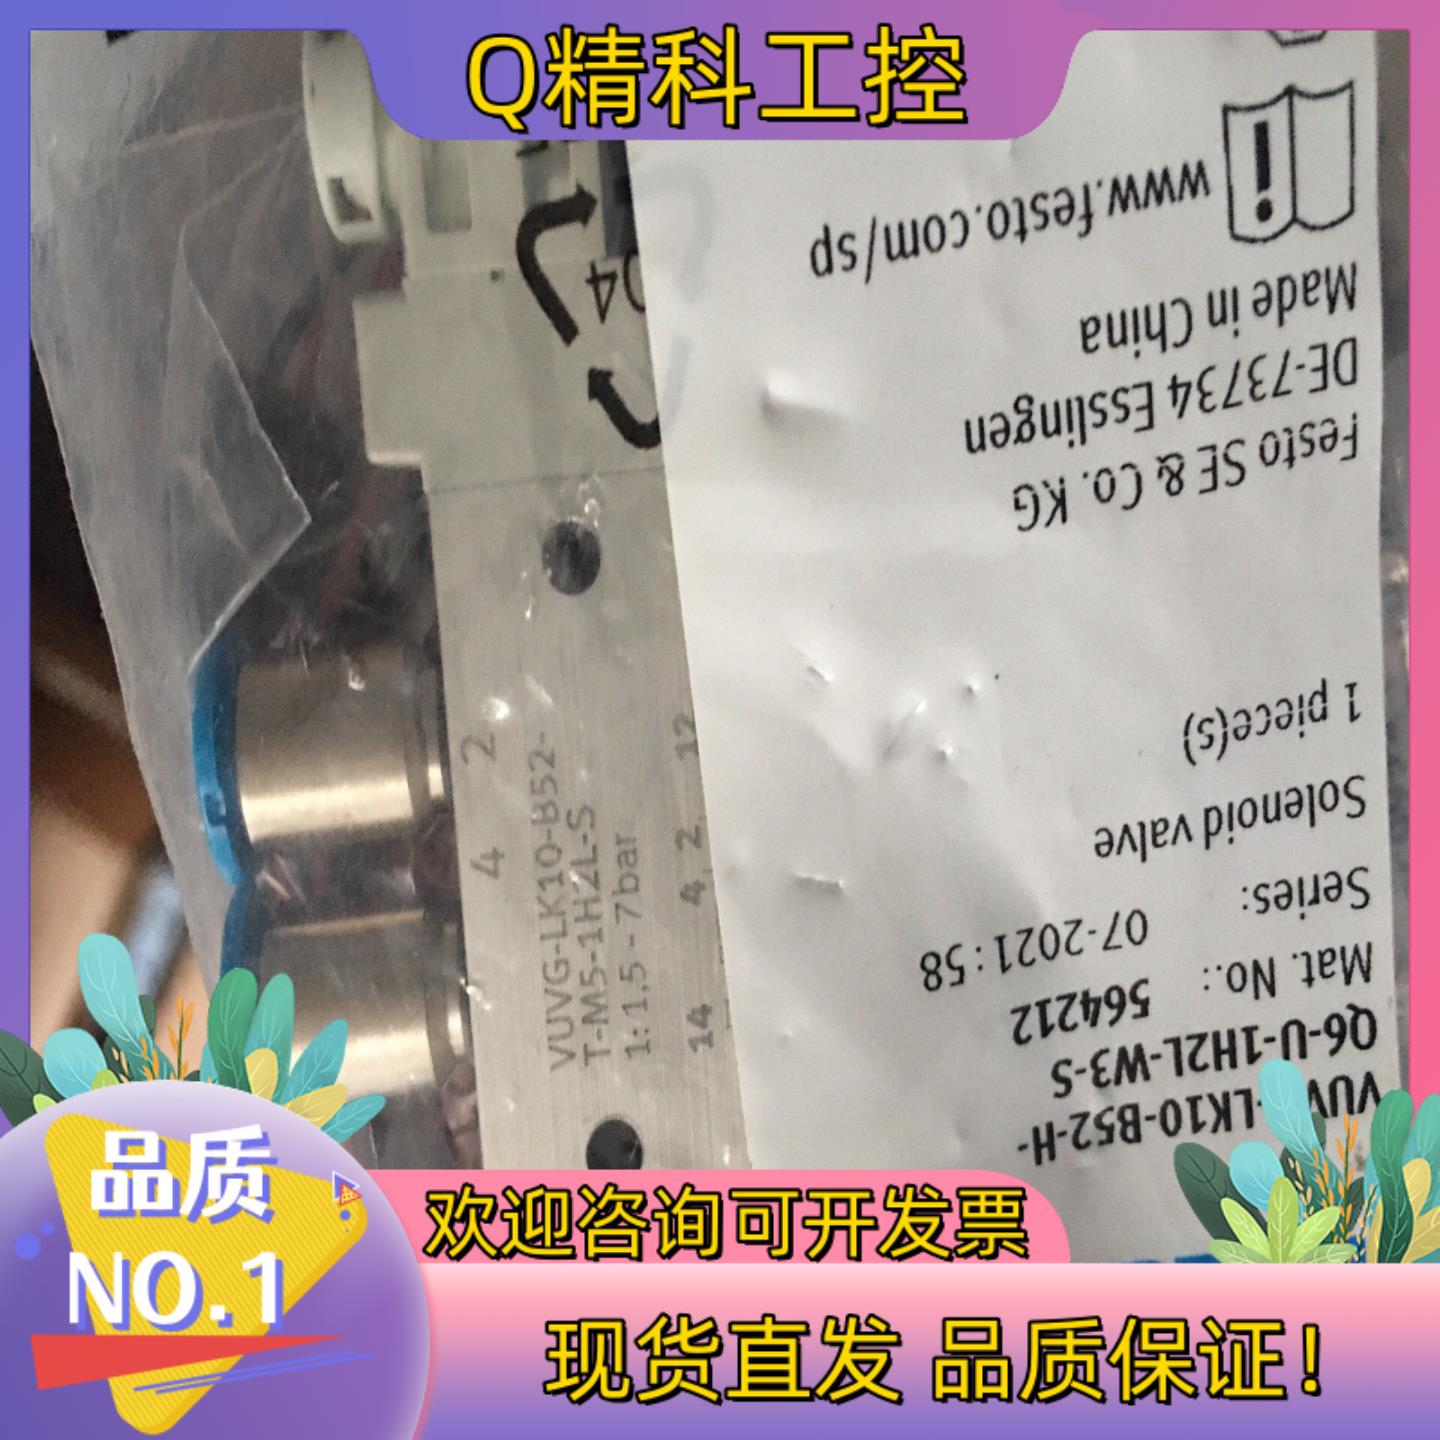 Q精科工控
www.festo.com/sp
Made in China
DE-73734 Esslingen
Festo SE & Co. KG
1 piece(s)
Solenoid valve
Series: 07-2021:58
Mat. No.: 564212
Q6-U-1H2L-W3-S
-LK10-B52-H-
4 2
VUVG-LK10-B52-
T-M5-1H2L-S
1:1,5-7bar
14 4 2 12
品质
NO.1
欢迎咨询可开发票
现货直发 品质保证!